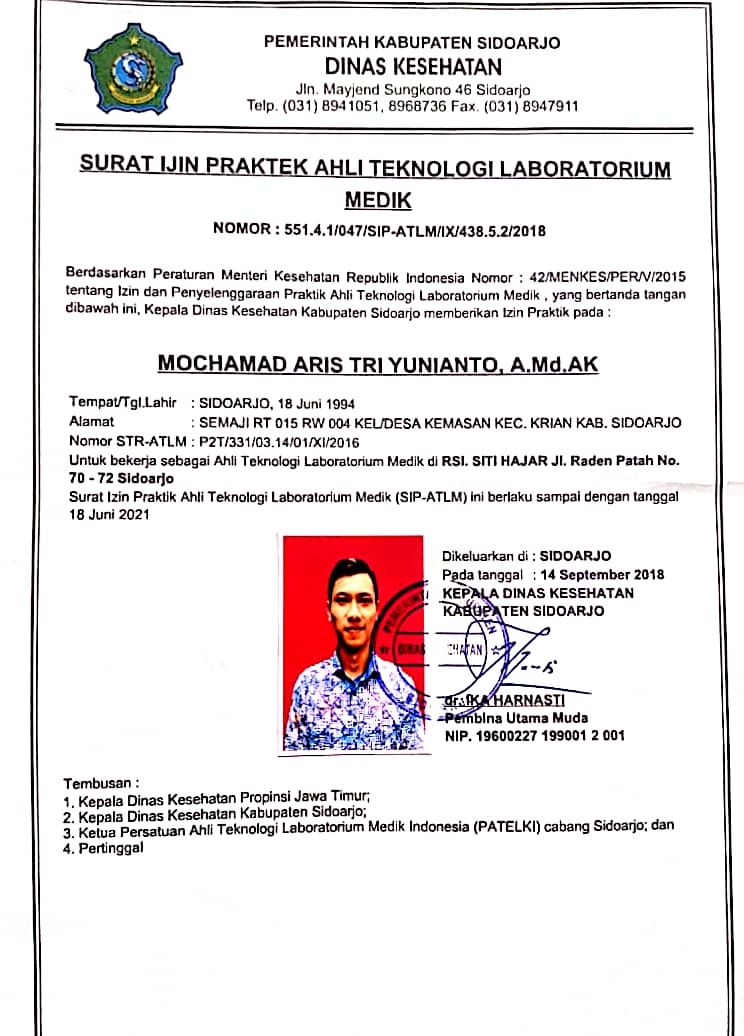 PEMERINTAH KABUPATEN SIDOARJO
DINAS KESEHATAN
Jln. Mayjend Sungkono 46 Sidoarjo
Telp. (031) 8941051, 8968736 Fax. (031) 8947911
SURAT IJIN PRAKTEK AHLI TEKNOLOGI LABORATORIUM
MEDIK
NOMOR : 551.4.1/047/SIP-ATLM/IX/438.5.2/2018
Berdasarkan Peraturan Menteri Kesehatan Republik Indonesia Nomor : 42/MENKES/PER/V/2015
tentang Izin dan Penyelenggaraan Praktik Ahli Teknologi Laboratorium Medik , yang bertanda tangan
dibawah ini, Kepala Dinas Kesehatan Kabupaten Sidoarjo memberikan Izin Praktik pada :
MOCHAMAD ARIS TRI YUNIANTO, A.Md.AK
Tempat/Tgl.Lahir : SIDOARJO, 18 Juni 1994
Alamat : SEMAJI RT 015 RW 004 KEL/DESA KEMASAN KEC. KRIAN KAB. SIDOARJO
Nomor STR-ATLM : P2T/331/03.14/01/XI/2016
Untuk bekerja sebagai Ahli Teknologi Laboratorium Medik di RSI. SITI HAJAR Jl. Raden Patah No.
70 - 72 Sidoarjo
Surat Izin Praktik Ahli Teknologi Laboratorium Medik (SIP-ATLM) ini berlaku sampai dengan tanggal
18 Juni 2021
Dikeluarkan di : SIDOARJO
Pada tanggal : 14 September 2018
KEPALA DINAS KESEHATAN
KABUPATEN SIDOARJO
dr. IKA HARNASTI
Pembina Utama Muda
NIP. 19600227 199001 2 001
Tembusan :
1. Kepala Dinas Kesehatan Propinsi Jawa Timur;
2. Kepala Dinas Kesehatan Kabupaten Sidoarjo;
3. Ketua Persatuan Ahli Teknologi Laboratorium Medik Indonesia (PATELKI) cabang Sidoarjo; dan
4. Pertinggal